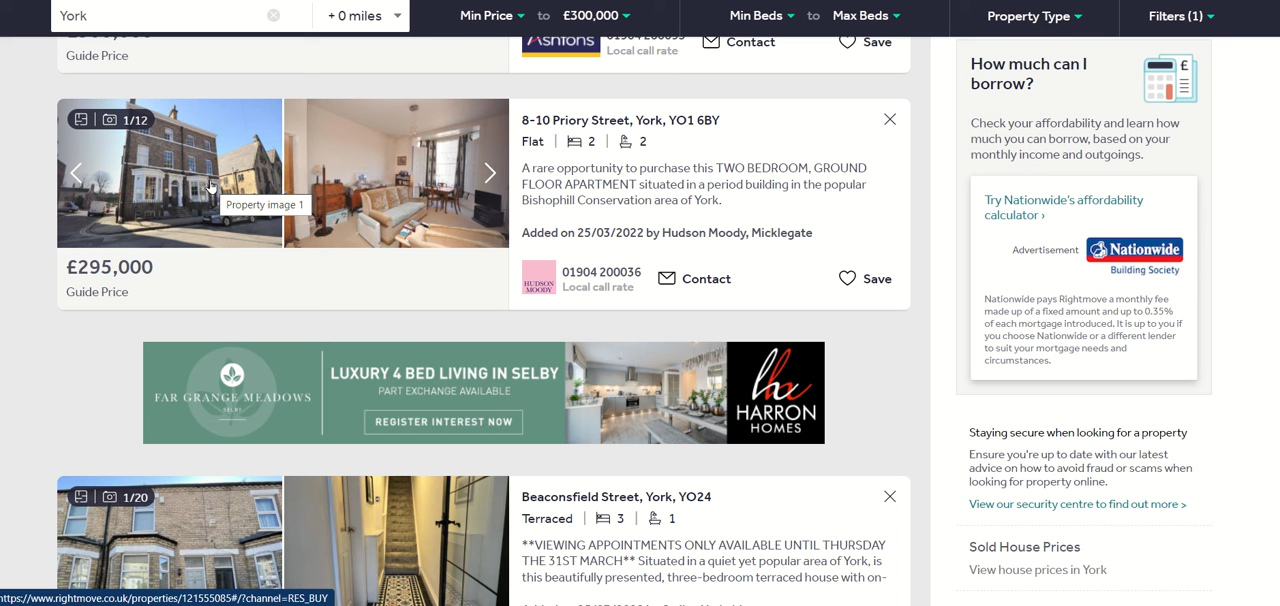 York
+ 0 miles
Min Price to £300,000
Min Beds to Max Beds
Property Type
Filters (1)
Guide Price
Ashtons
Local call rate
Contact
Save
1/12
Property image 1
£295,000
Guide Price
8-10 Priory Street, York, YO1 6BY
Flat 2 2
A rare opportunity to purchase this TWO BEDROOM, GROUND
FLOOR APARTMENT situated in a period building in the popular
Bishophill Conservation area of York.
Added on 25/03/2022 by Hudson Moody, Micklegate
HUDSON
MOODY
01904 200036
Local call rate
Contact
Save
FAR GRANGE MEADOWS
SELBY
LUXURY 4 BED LIVING IN SELBY
PART EXCHANGE AVAILABLE
REGISTER INTEREST NOW
hx
HARRON
HOMES
1/20
Beaconsfield Street, York, YO24
Terraced 3 1
**VIEWING APPOINTMENTS ONLY AVAILABLE UNTIL THURSDAY
THE 31ST MARCH** Situated in a quiet yet popular area of York, is
this beautifully presented, three-bedroom terraced house with on-
https://www.rightmove.co.uk/properties/121555085#/?channel=RES_BUY
How much can I
borrow?
£
Check your affordability and learn how
much you can borrow, based on your
monthly income and outgoings.
Try Nationwide's affordability
calculator ›
Advertisement
Nationwide
Building Society
Nationwide pays Rightmove a monthly fee
made up of a fixed amount and up to 0.35%
of each mortgage introduced. It is up to you if
you choose Nationwide or a different lender
to suit your mortgage needs and
circumstances.
Staying secure when looking for a property
Ensure you're up to date with our latest
advice on how to avoid fraud or scams when
looking for property online.
View our security centre to find out more >
Sold House Prices
View house prices in York